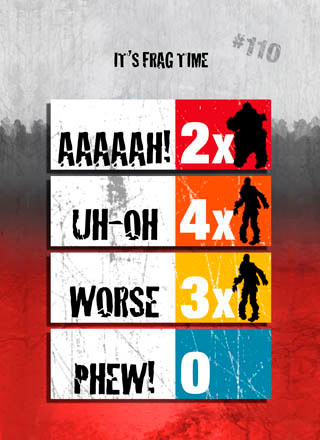 #110
IT'S FRAG TIME
AAAAAH! 2x
UH-OH 4x
WORSE 3x
PHEW! 0